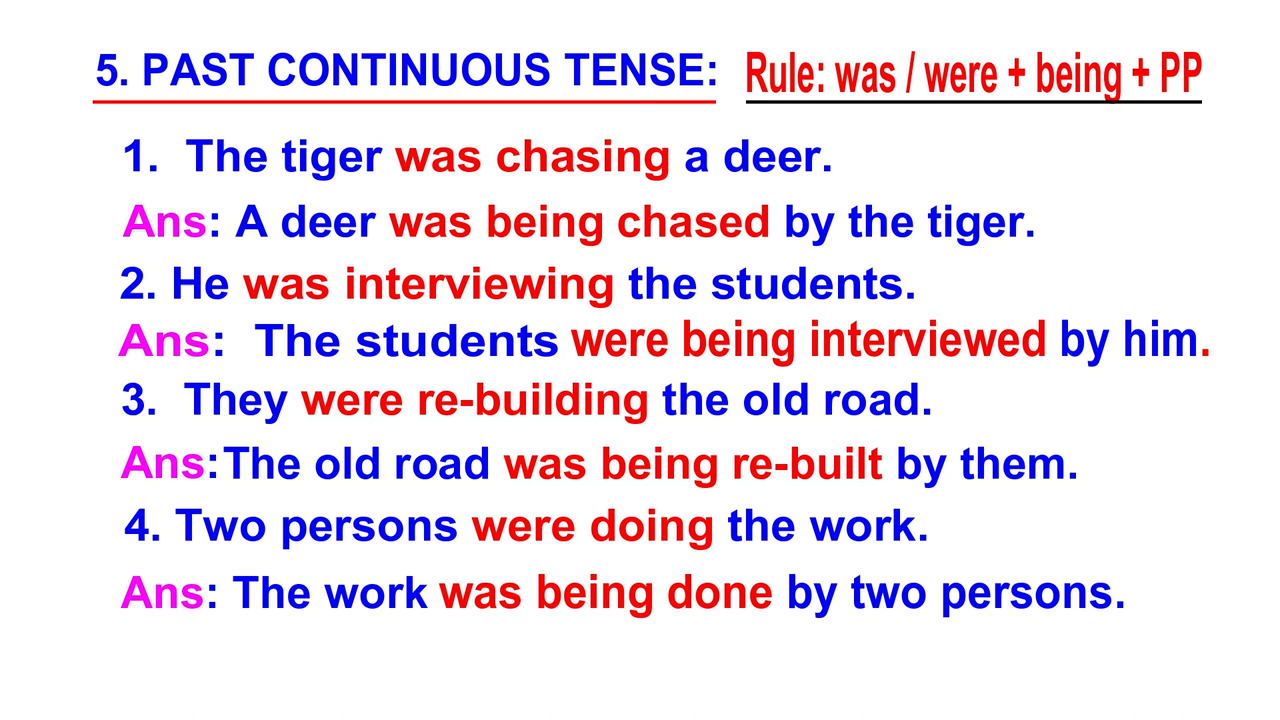 5. PAST CONTINUOUS TENSE: Rule: was / were + being + PP
1. The tiger was chasing a deer.
Ans: A deer was being chased by the tiger.
2. He was interviewing the students.
Ans: The students were being interviewed by him.
3. They were re-building the old road.
Ans:The old road was being re-built by them.
4. Two persons were doing the work.
Ans: The work was being done by two persons.